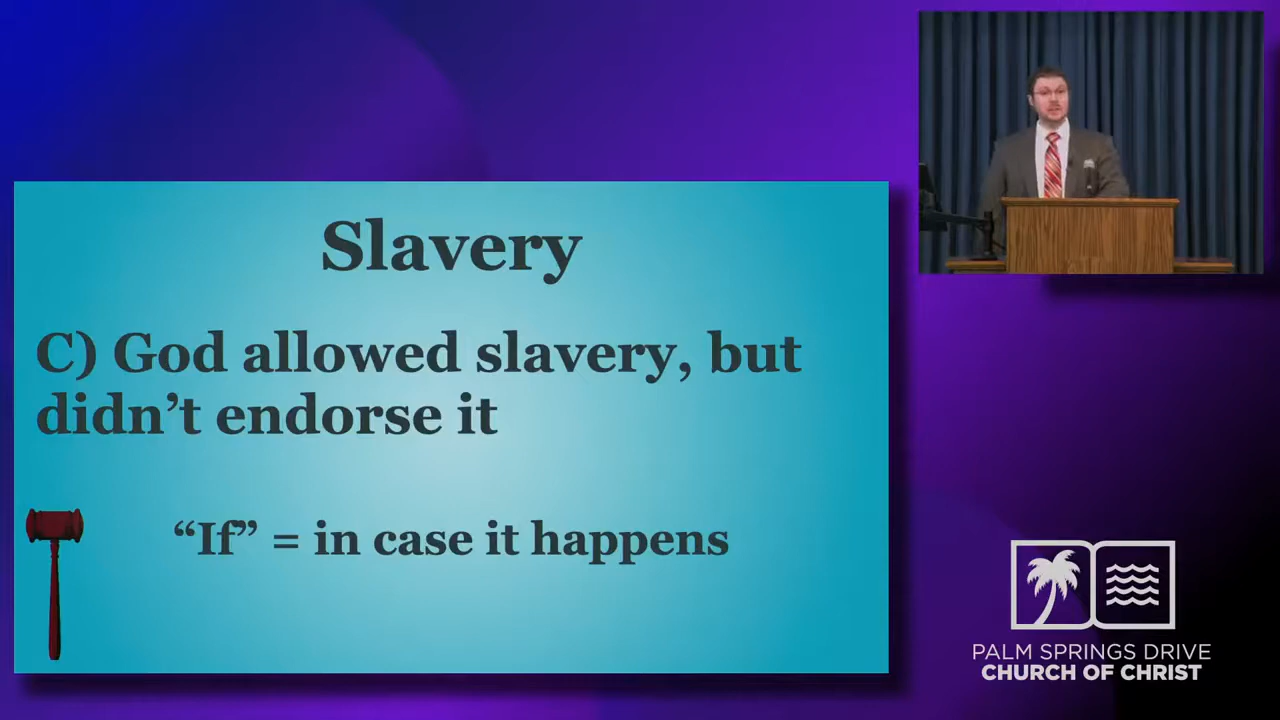 Slavery
C) God allowed slavery, but
didn’t endorse it
“If” = in case it happens
PALM SPRINGS DRIVE
CHURCH OF CHRIST